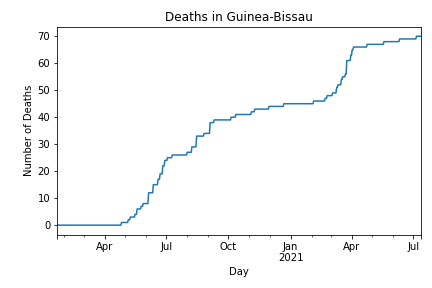 Deaths in Guinea-Bissau
70
60
50
40
30
20
10
0
Number of Deaths
Apr Jul Oct Jan Apr Jul
2021
Day